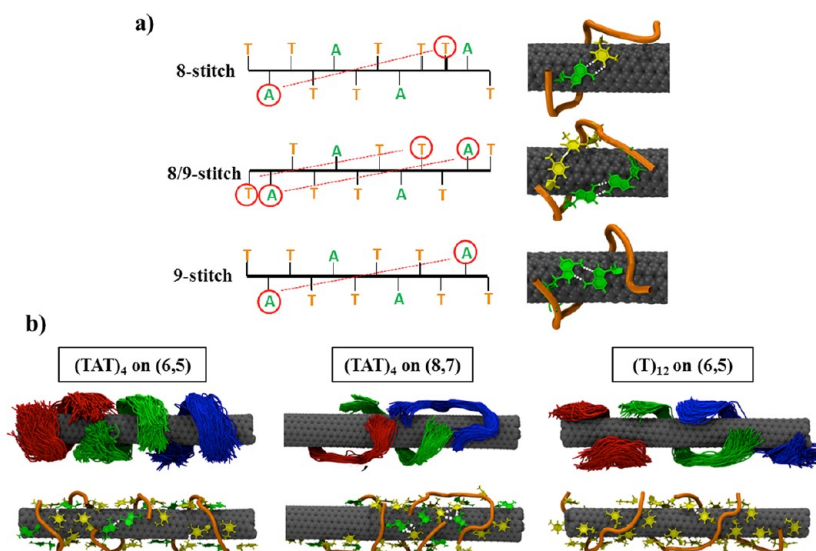 a)
T T A T T T A
8-stitch
A T T A T
T A T T A T
8/9-stitch
T A T T A T
T T A T T A
9-stitch
A T T A T T
b)
(TAT)4 on (6,5)
(TAT)4 on (8,7)
(T)12 on (6,5)